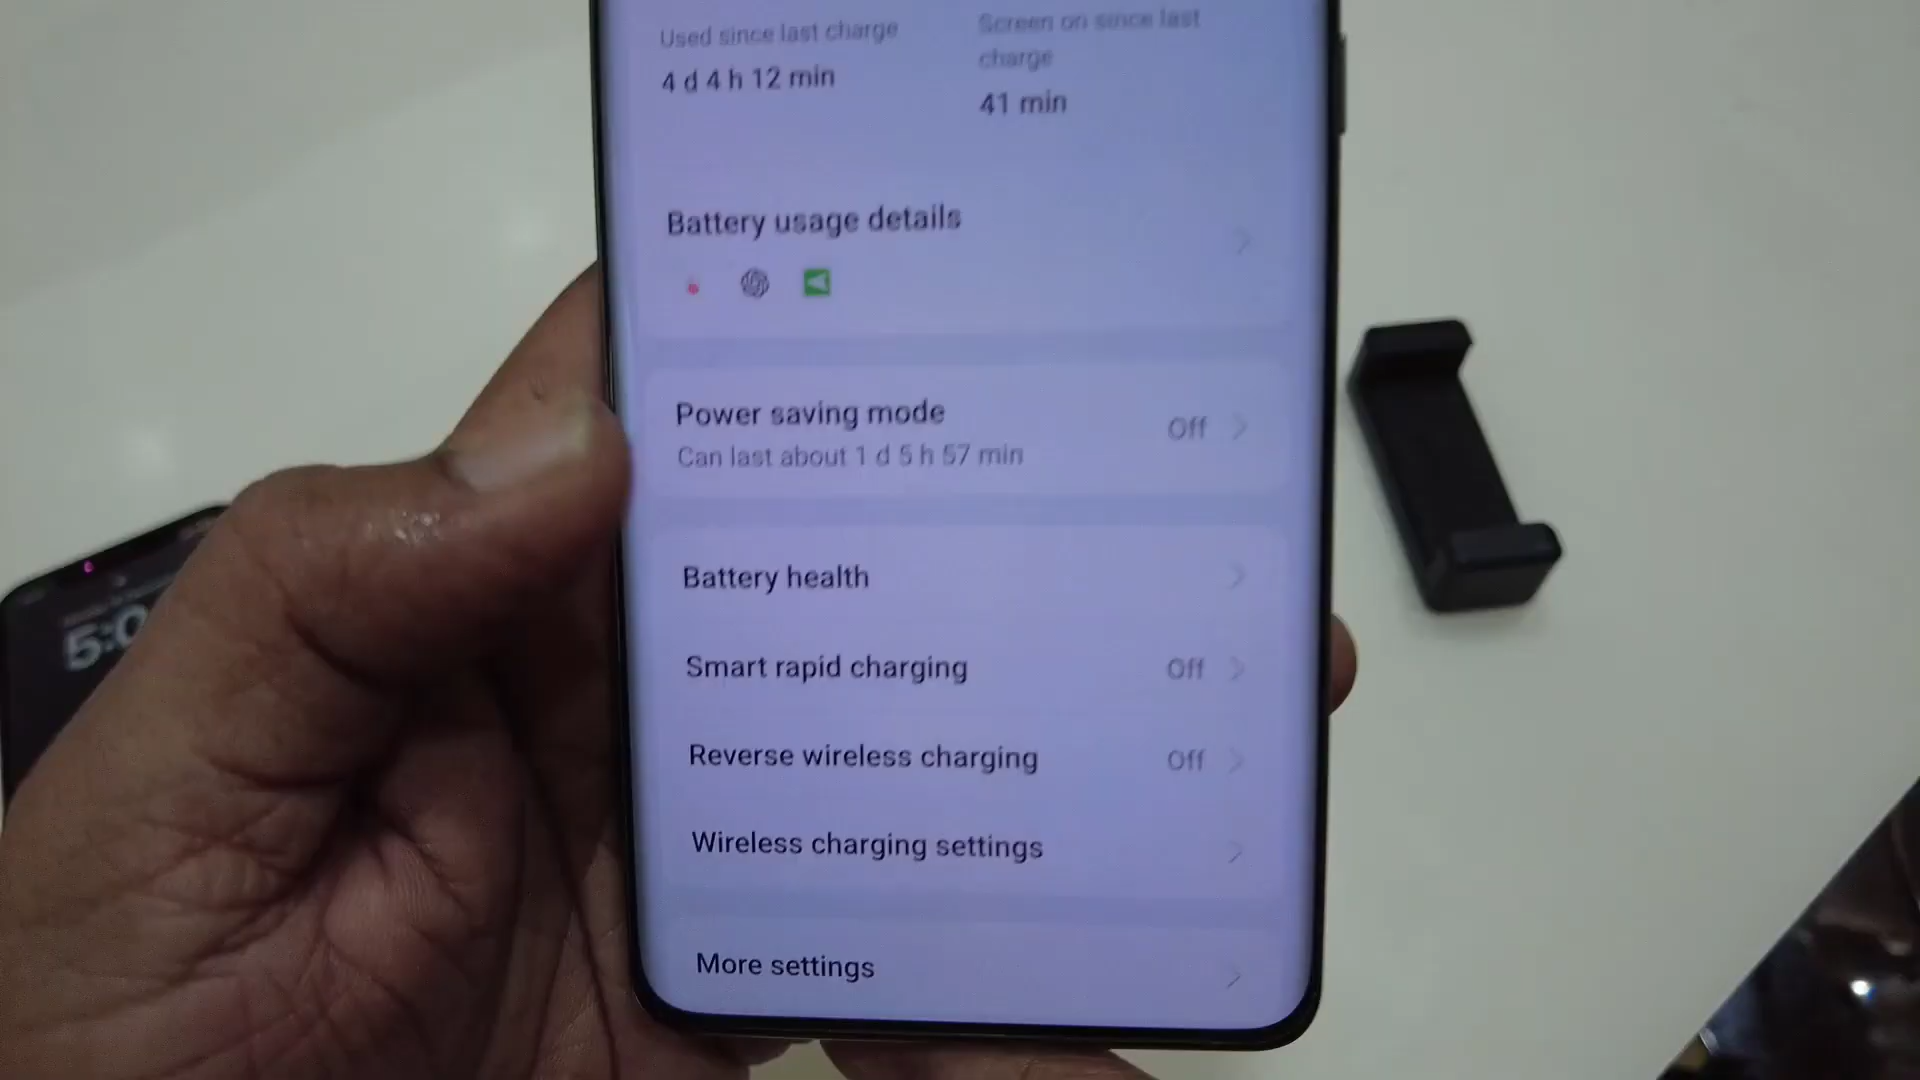 Used since last charge
4 d 4 h 12 min
Screen on since last
charge
41 min
Battery usage details
Power saving mode
Off
Can last about 1 d 5 h 57 min
Battery health
Smart rapid charging
Off
Reverse wireless charging
Off
Wireless charging settings
More settings
5:0